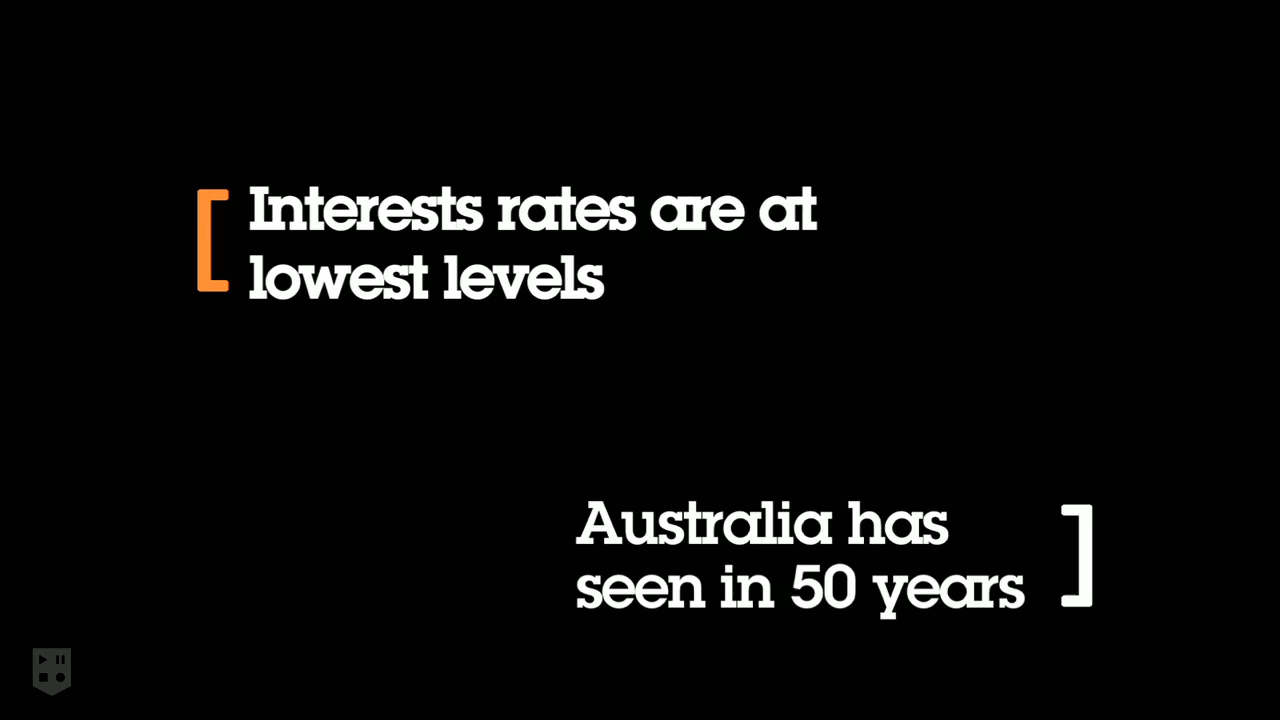 Interests rates are at
lowest levels
Australia has
seen in 50 years